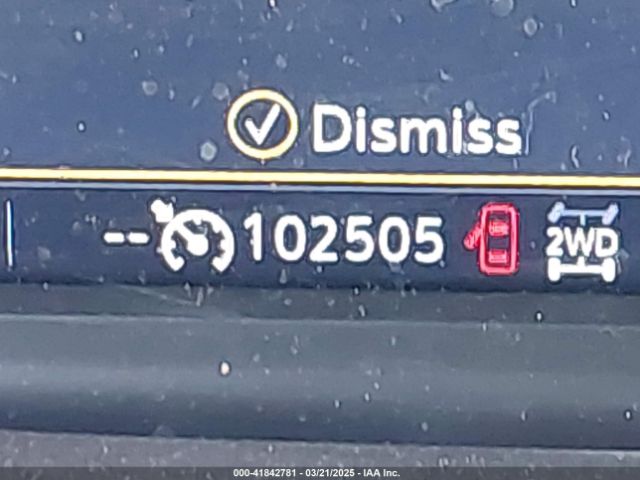 Dismiss
-- 102505 2WD
000-41842781 - 03/21/2025 - IAA Inc.